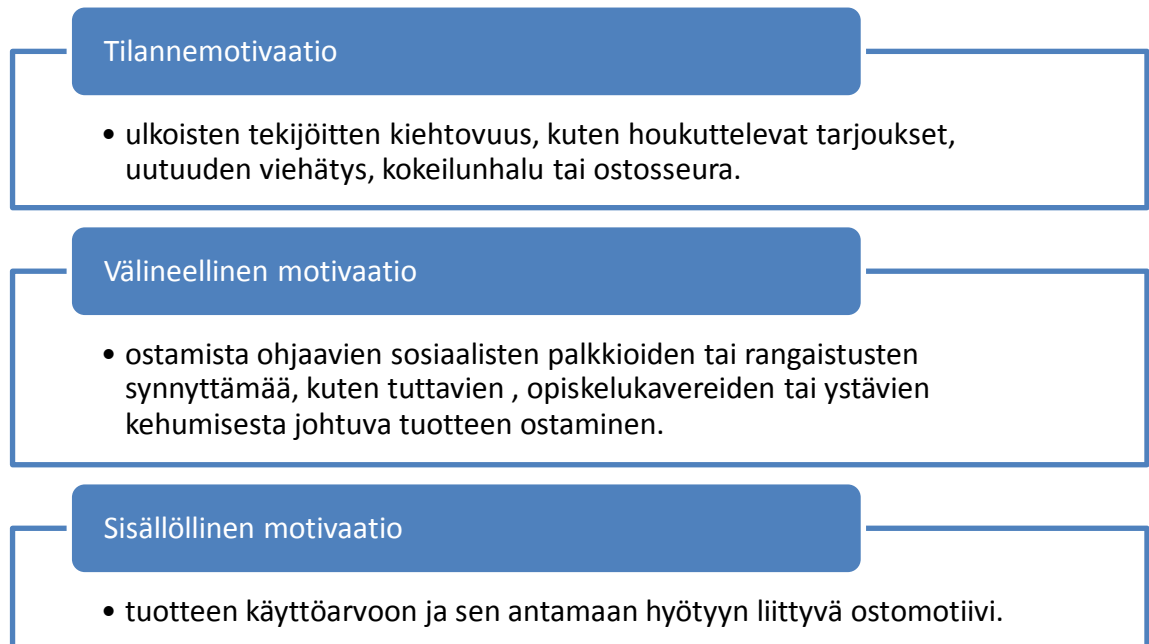 Tilannemotivaatio
• ulkoisten tekijöitten kiehtovuus, kuten houkuttelevat tarjoukset,
uutuuden viehätys, kokeilunhalu tai ostosseura.
Välineellinen motivaatio
• ostamista ohjaavien sosiaalisten palkkioiden tai rangaistusten
synnyttämää, kuten tuttavien , opiskelukavereiden tai ystävien
kehumisesta johtuva tuotteen ostaminen.
Sisällöllinen motivaatio
• tuotteen käyttöarvoon ja sen antamaan hyötyyn liittyvä ostomotiivi.